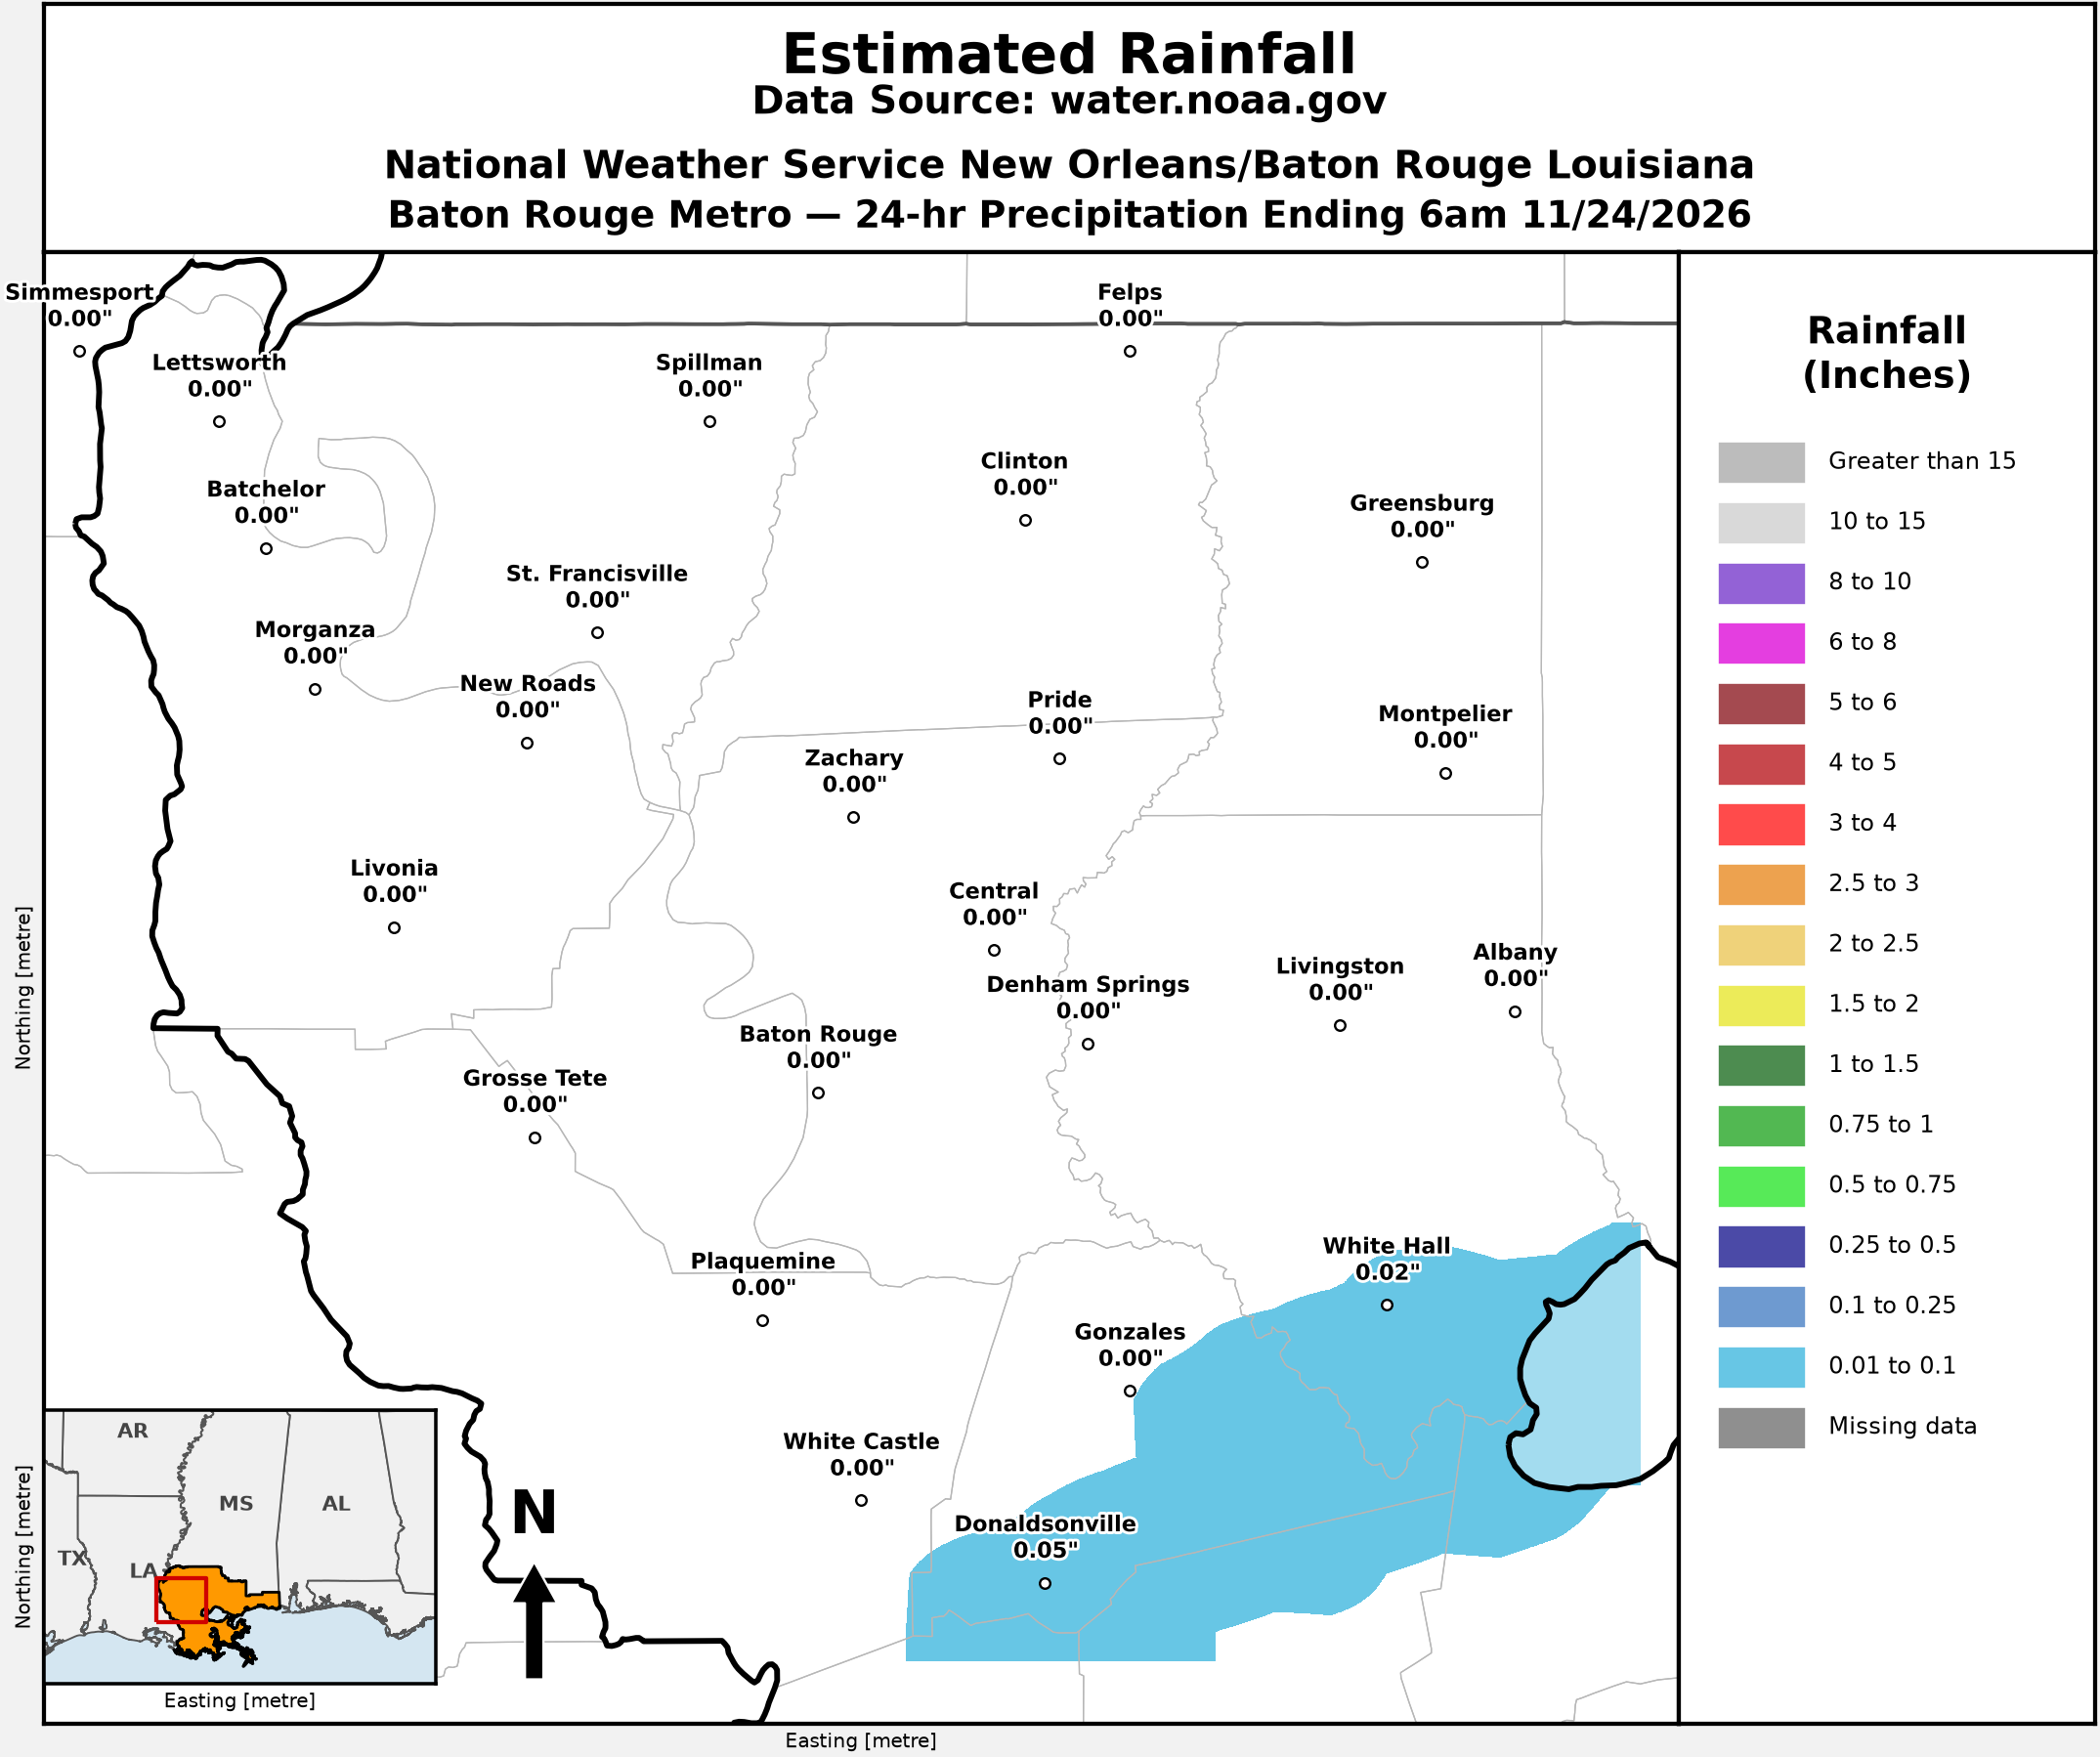 Estimated Rainfall
Data Source: water.noaa.gov
National Weather Service New Orleans/Baton Rouge Louisiana
Baton Rouge Metro — 24-hr Precipitation Ending 6am 11/24/2026
Simmesport
0.00"
Felps
0.00"
Lettsworth
0.00"
Spillman
0.00"
Clinton
0.00"
Batchelor
0.00"
Greensburg
0.00"
St. Francisville
0.00"
Morganza
0.00"
New Roads
0.00"
Pride
0.00"
Montpelier
0.00"
Zachary
0.00"
Livonia
0.00"
Central
0.00"
Albany
0.00"
Livingston
0.00"
Denham Springs
0.00"
Baton Rouge
0.00"
Grosse Tete
0.00"
White Hall
0.02"
Plaquemine
0.00"
Gonzales
0.00"
White Castle
0.00"
Donaldsonville
0.05"
N
AR
MS
AL
TX
LA
Easting [metre]
Northing [metre]
Northing [metre]
Easting [metre]
Rainfall
(Inches)
Greater than 15
10 to 15
8 to 10
6 to 8
5 to 6
4 to 5
3 to 4
2.5 to 3
2 to 2.5
1.5 to 2
1 to 1.5
0.75 to 1
0.5 to 0.75
0.25 to 0.5
0.1 to 0.25
0.01 to 0.1
Missing data